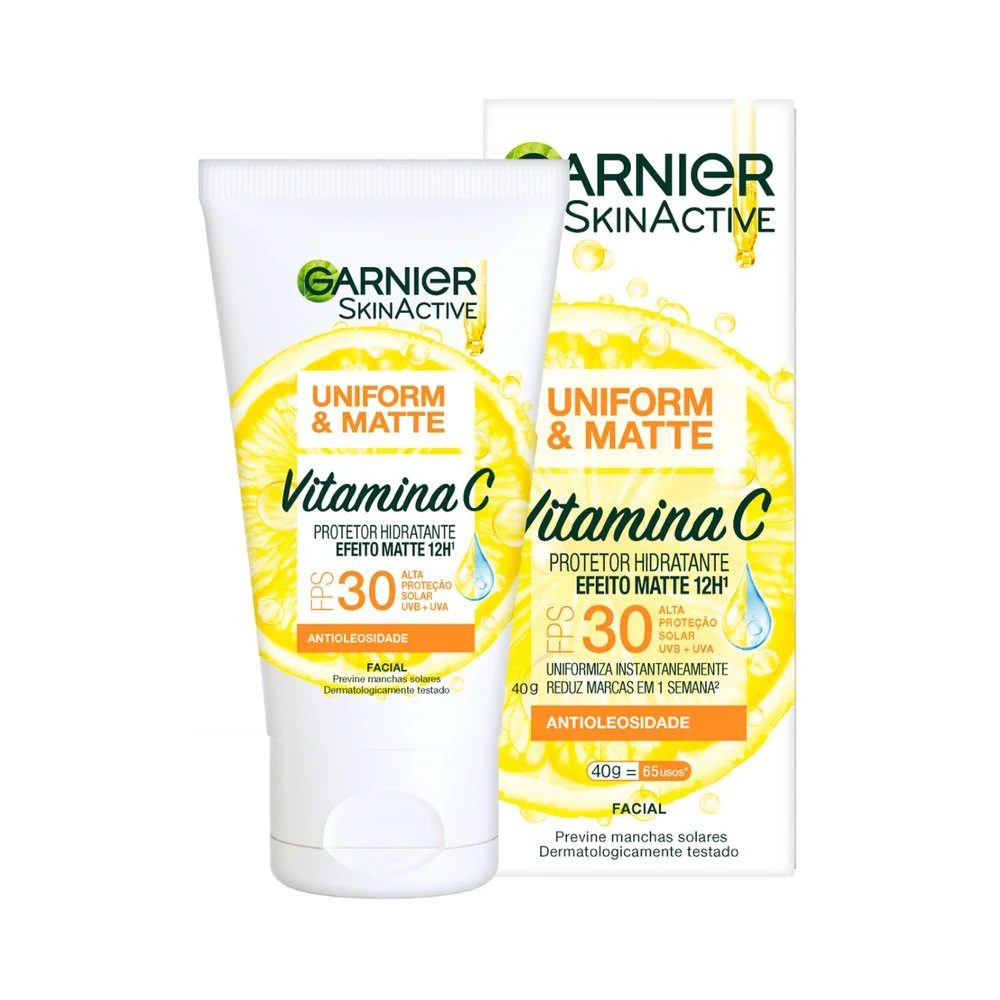 GARNIER
SKINACTIVE
UNIFORM
& MATTE
Vitamina C
PROTETOR HIDRATANTE
EFEITO MATTE 12H¹
FPS 30 ALTA
PROTEÇÃO
SOLAR
UVB + UVA
ANTIOLEOSIDADE
FACIAL
Previne manchas solares
Dermatologicamente testado
GARNIER
SKINACTIVE
UNIFORM
& MATTE
Vitamina C
PROTETOR HIDRATANTE
EFEITO MATTE 12H¹
FPS 30 ALTA
PROTEÇÃO
SOLAR
UVB + UVA
UNIFORMIZA INSTANTANEAMENTE
40g REDUZ MARCAS EM 1 SEMANA²
ANTIOLEOSIDADE
40g = 65 usos*
FACIAL
Previne manchas solares
Dermatologicamente testado